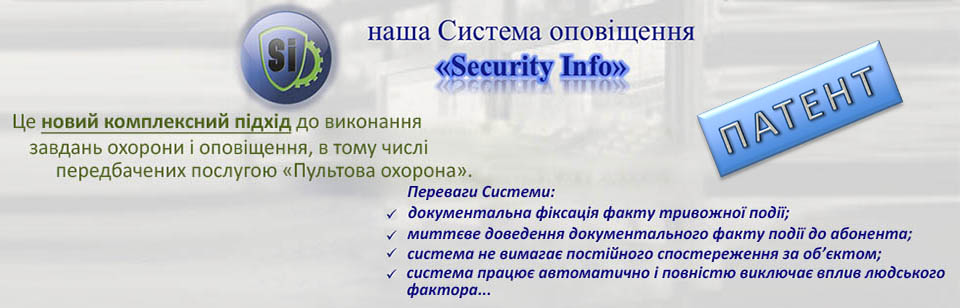 Si
наша Система оповіщення
«Security Info»
ПАТЕНТ
Це новий комплексний підхід до виконання
завдань охорони і оповіщення, в тому числі
передбачених послугою «Пультова охорона».
Переваги Системи:
✓ документальна фіксація факту тривожної події;
✓ миттєве доведення документального факту події до абонента;
✓ система не вимагає постійного спостереження за об’єктом;
✓ система працює автоматично і повністю виключає вплив людського
фактора...